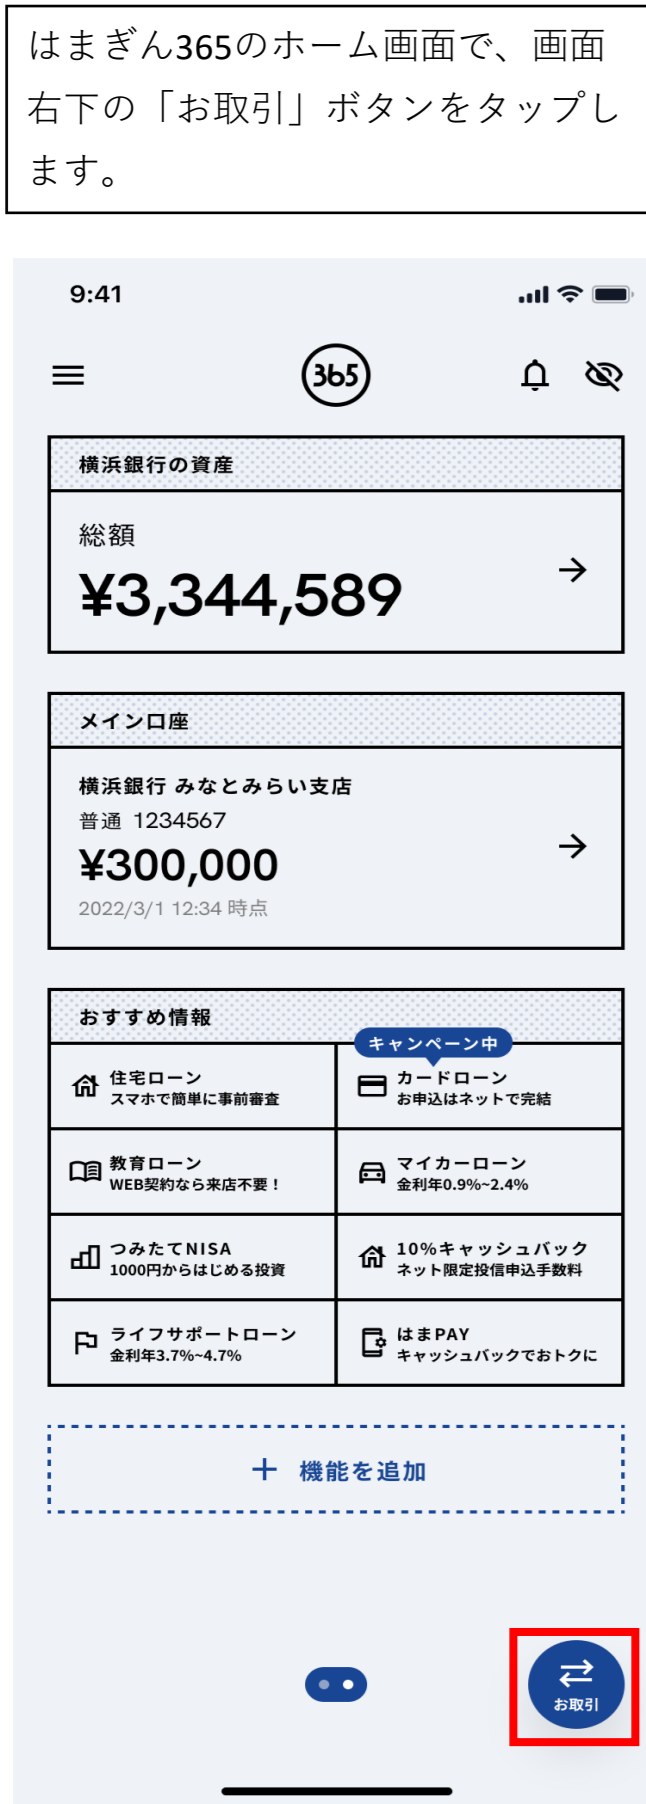 はまぎん365のホーム画面で、画面
右下の「お取引」ボタンをタップし
ます。
9:41
365
横浜銀行の資産
総額
¥3,344,589
メイン口座
横浜銀行 みなとみらい支店
普通 1234567
¥300,000
2022/3/1 12:34 時点
おすすめ情報
キャンペーン中
住宅ローン
スマホで簡単に事前審査
カードローン
お申込はネットで完結
教育ローン
WEB契約なら来店不要！
マイカーローン
金利年0.9%~2.4%
つみたてNISA
1000円からはじめる投資
10%キャッシュバック
ネット限定投信申込手数料
ライフサポートローン
金利年3.7%~4.7%
はまPAY
キャッシュバックでおトクに
＋ 機能を追加
お取引